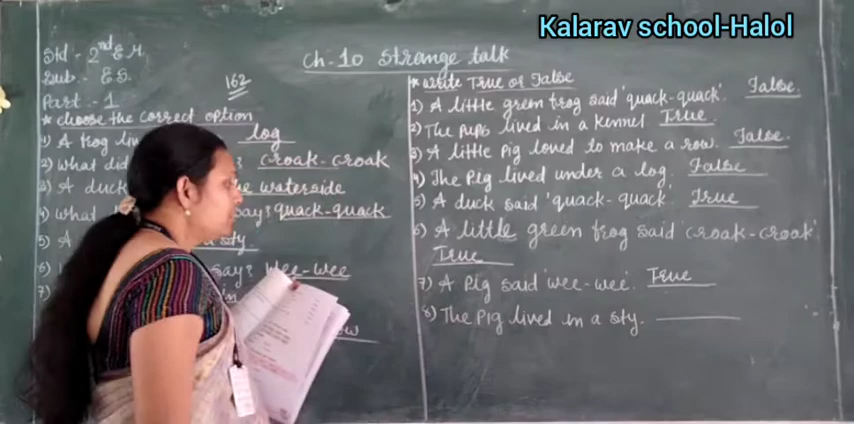 Kalarav school-Halol
Std - 2nd E.M.
Sub. - E.S.
Part - 1
162
Ch-10 Strange talk
* choose the correct option
1) A frog log
2) What did ? croak-croak
3) A duck the waterside
4) What say? quack-quack
5) A a sty.
6) say? Wee-wee
7) in
* Write True or False
1) A little green frog said 'quack-quack'. False.
2) The pups lived in a kennel True.
3) A little pig loved to make a row. False.
4) The Pig lived under a log. False
5) A duck said 'quack-quack'. True
6) A little green frog said 'croak-croak'
True
7) A Pig said 'wee-wee'. True
8) The Pig lived in a sty.